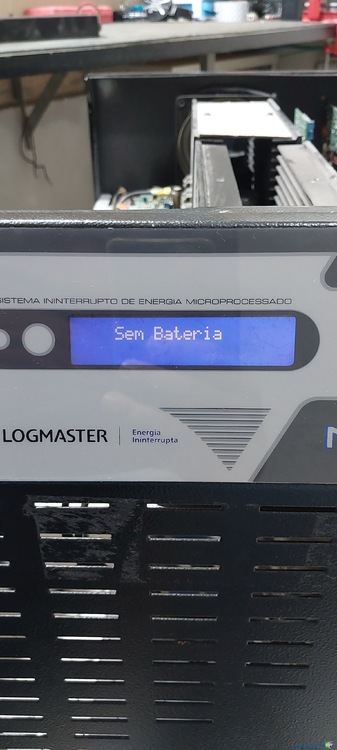 SISTEMA ININTERRUPTO DE ENERGIA MICROPROCESSADO
Sem Bateria
LOGMASTER
Energia
Ininterrupta